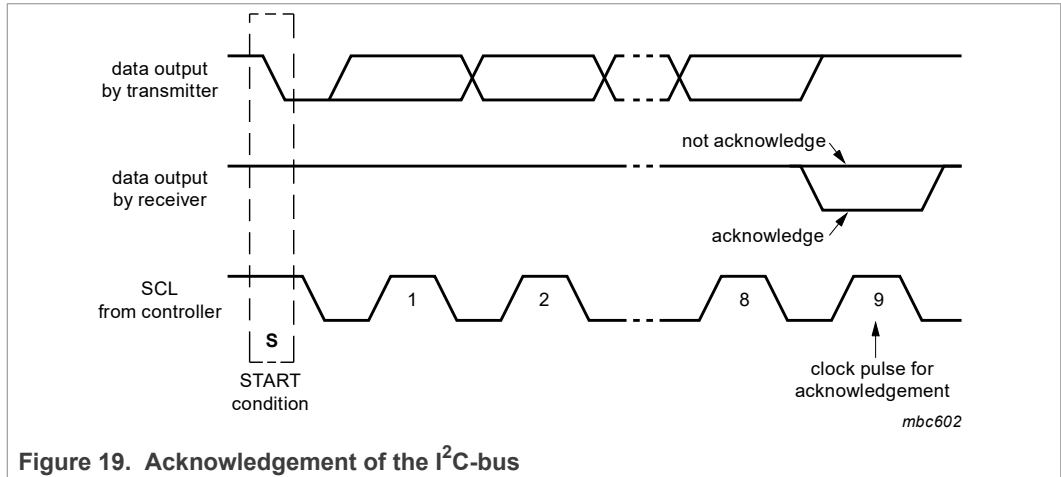 data output
by transmitter
not acknowledge
data output
by receiver
acknowledge
SCL
from controller
1
2
8
9
S
START
condition
clock pulse for
acknowledgement
mbc602
Figure 19. Acknowledgement of the I²C-bus